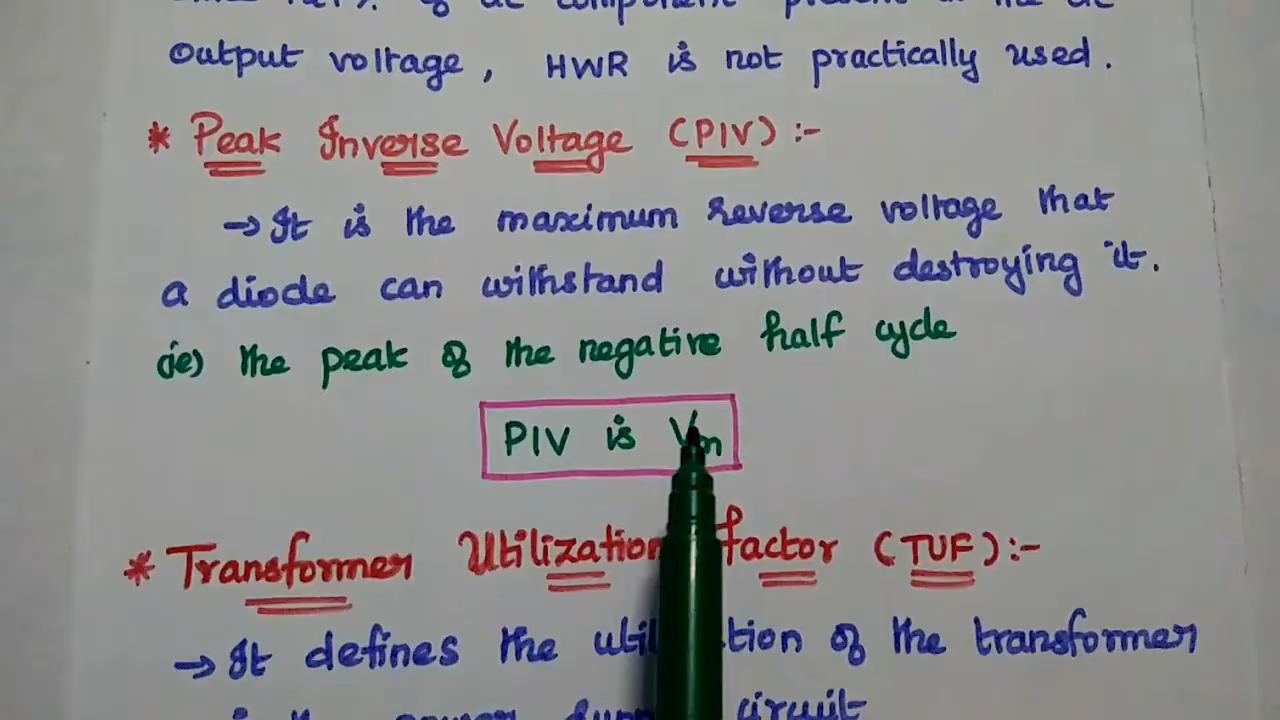 output voltage, HWR is not practically used.
* Peak Inverse Voltage (PIV) :-
→ It is the maximum reverse voltage that
a diode can withstand without destroying it.
(ie) the peak of the negative half cycle
PIV is Vm
* Transformer Utilization factor (TUF) :-
→ It defines the of the transformer
circuit